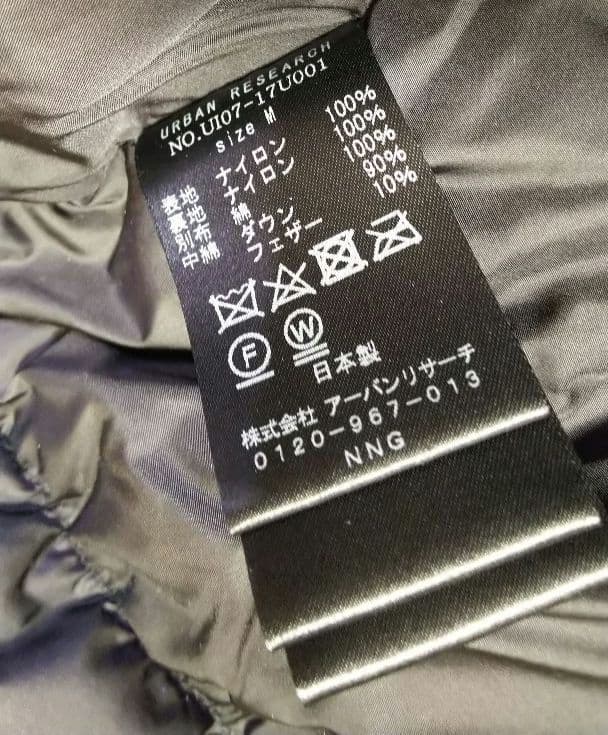 URBAN RESEARCH
NO.UI07-17U001
size M
表地 ナイロン 100%
裏地 ナイロン 100%
別布 綿 100%
中綿 ダウン 90%
フェザー 10%
F W
日本製
株式会社 アーバンリサーチ
0120-967-013
NNG